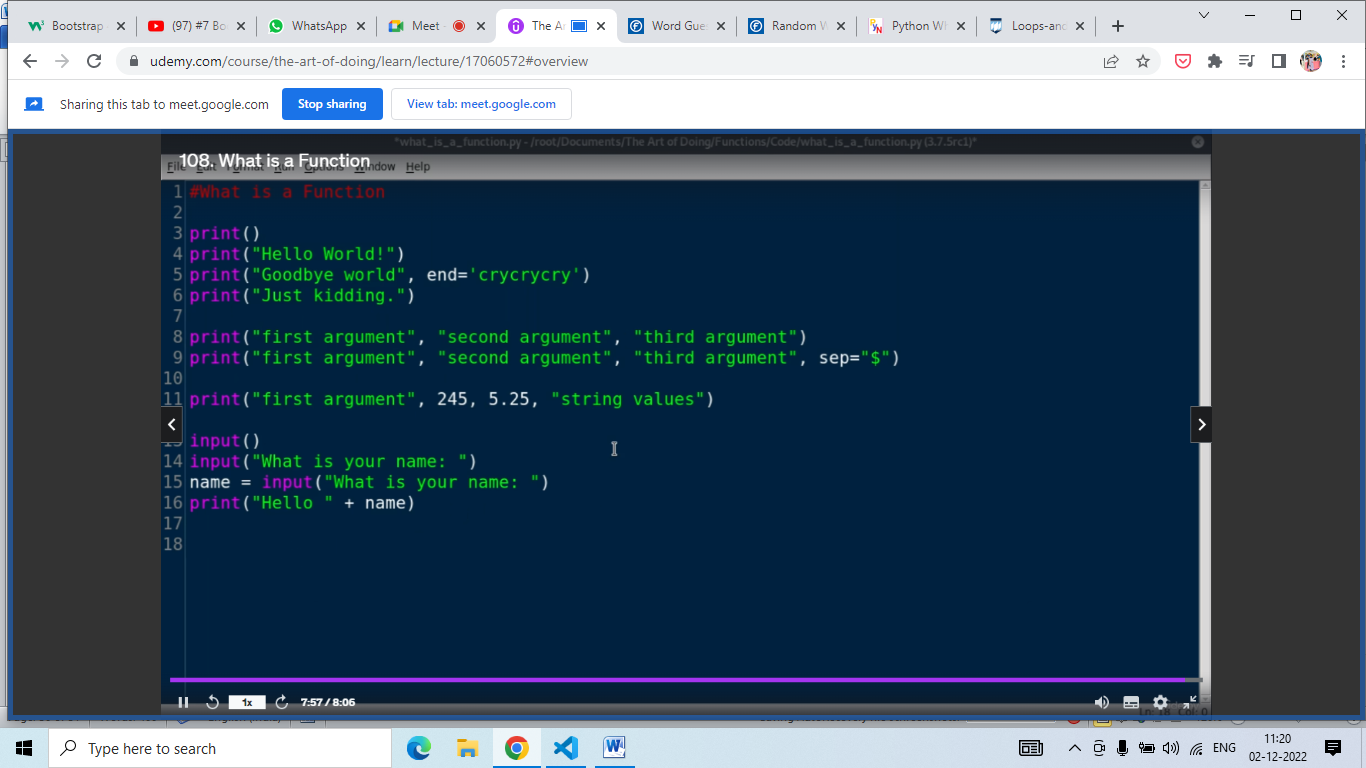 Bootstrap
(97) #7 Bo
WhatsApp
Meet -
The Ar
Word Gue
Random W
Python Wh
Loops-and
udemy.com/course/the-art-of-doing/learn/lecture/17060572#overview
Sharing this tab to meet.google.com
Stop sharing
View tab: meet.google.com
*what_is_a_function.py - /root/Documents/The Art of Doing/Functions/Code/what_is_a_function.py (3.7.5rc1)*
108. What is a Function
File Edit Format Run Options Window Help
1 #What is a Function
2
3 print()
4 print("Hello World!")
5 print("Goodbye world", end='crycrycry')
6 print("Just kidding.")
7
8 print("first argument", "second argument", "third argument")
9 print("first argument", "second argument", "third argument", sep="$")
10
11 print("first argument", 245, 5.25, "string values")
input()
14 input("What is your name: ")
15 name = input("What is your name: ")
16 print("Hello " + name)
17
18
1x
7:57 / 8:06
Type here to search
ENG
11:20
02-12-2022